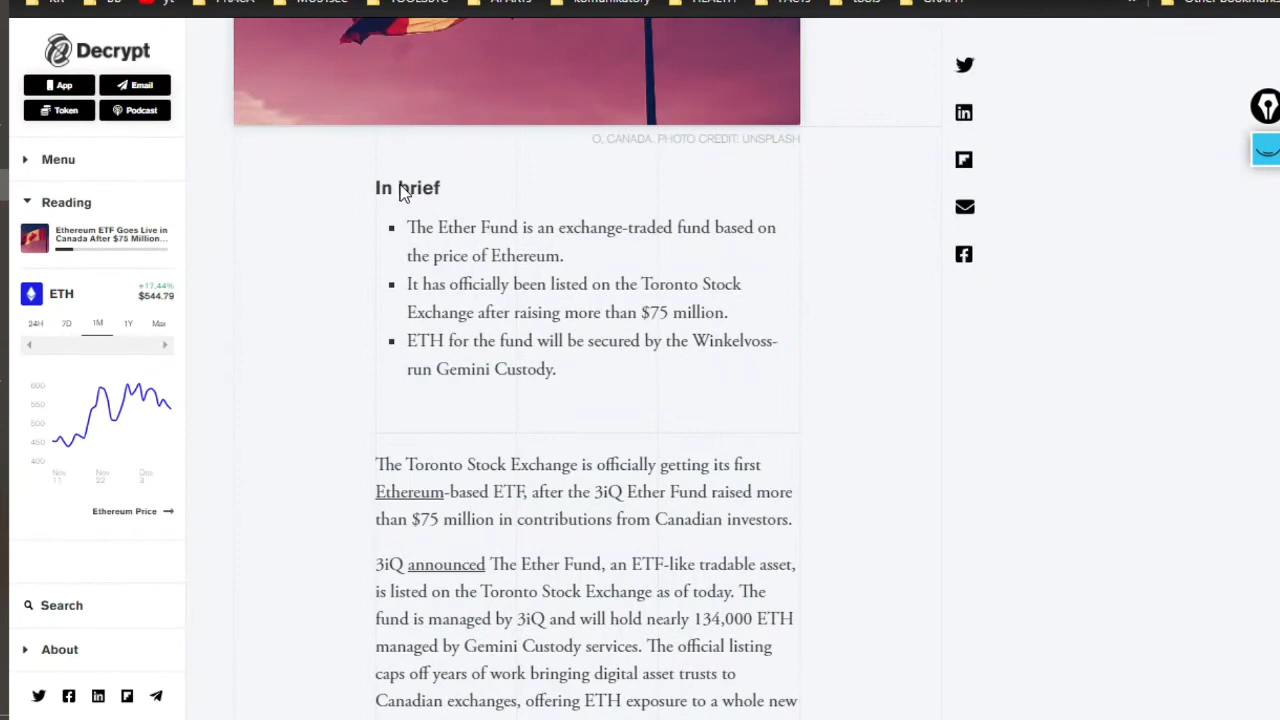 yt
Decrypt
App
Email
Token
Podcast
Menu
Reading
Ethereum ETF Goes Live in
Canada After $75 Million...
ETH
+17.44%
$544.79
24H 7D 1M 1Y Max
600
550
500
450
400
Nov
11
Nov
22
Dec
3
Ethereum Price
Search
About
O, CANADA. PHOTO CREDIT: UNSPLASH
In brief
The Ether Fund is an exchange-traded fund based on
the price of Ethereum.
It has officially been listed on the Toronto Stock
Exchange after raising more than $75 million.
ETH for the fund will be secured by the Winkelvoss-
run Gemini Custody.
The Toronto Stock Exchange is officially getting its first
Ethereum-based ETF, after the 3iQ Ether Fund raised more
than $75 million in contributions from Canadian investors.
3iQ announced The Ether Fund, an ETF-like tradable asset,
is listed on the Toronto Stock Exchange as of today. The
fund is managed by 3iQ and will hold nearly 134,000 ETH
managed by Gemini Custody services. The official listing
caps off years of work bringing digital asset trusts to
Canadian exchanges, offering ETH exposure to a whole new